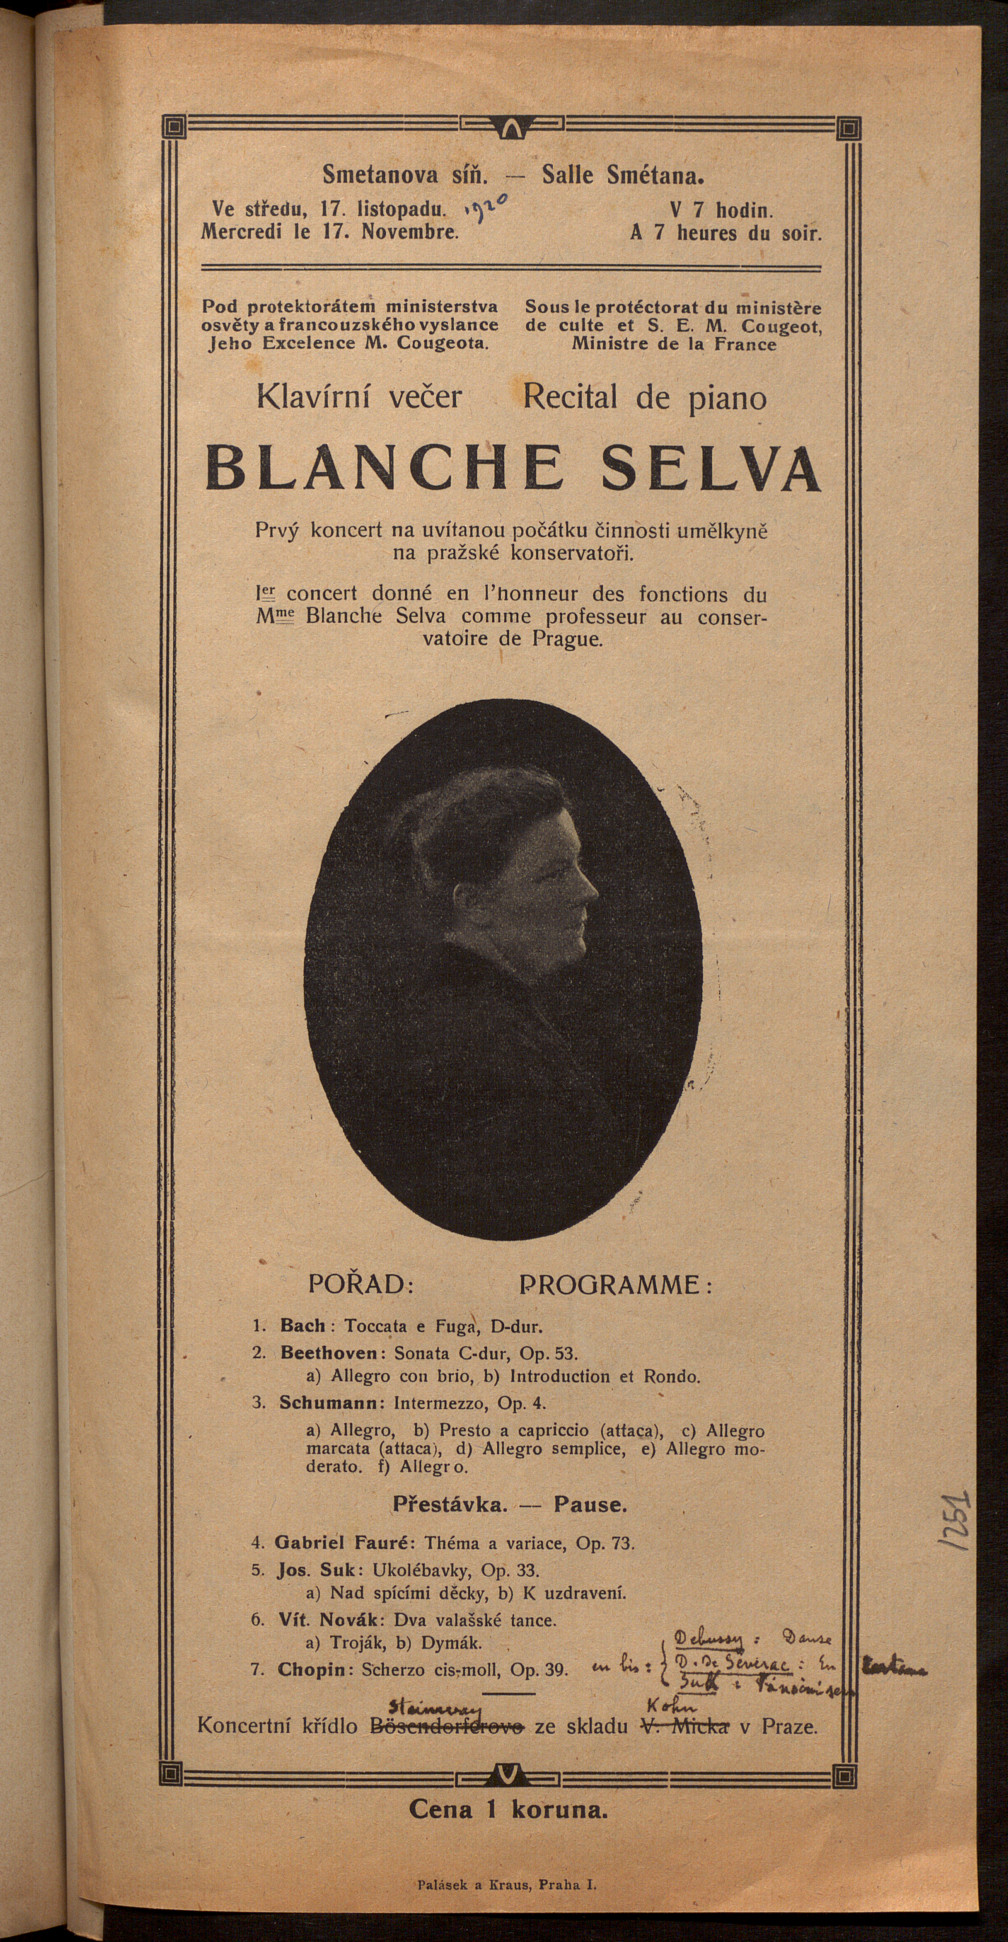 Smetanova síň. — Salle Smétana.
Ve středu, 17. listopadu. 1920
Mercredi le 17. Novembre.
V 7 hodin.
A 7 heures du soir.
Pod protektorátem ministerstva
osvěty a francouzského vyslance
Jeho Excelence M. Cougeota.
Sous le protéctorat du ministère
de culte et S. E. M. Cougeot,
Ministre de la France
Klavírní večer Recital de piano
BLANCHE SELVA
Prvý koncert na uvítanou počátku činnosti umělkyně
na pražské konservatoři.
Ier concert donné en l'honneur des fonctions du
Mme Blanche Selva comme professeur au conser-
vatoire de Prague.
POŘAD: PROGRAMME:
1. Bach: Toccata e Fuga, D-dur.
2. Beethoven: Sonata C-dur, Op. 53.
a) Allegro con brio, b) Introduction et Rondo.
3. Schumann: Intermezzo, Op. 4.
a) Allegro, b) Presto a capriccio (attaca), c) Allegro
marcata (attaca), d) Allegro semplice, e) Allegro mo-
derato. f) Allegro.
Přestávka. — Pause.
4. Gabriel Fauré: Théma a variace, Op. 73.
5. Jos. Suk: Ukolébavky, Op. 33.
a) Nad spícími děcky, b) K uzdravení.
6. Vít. Novák: Dva valašské tance.
a) Troják, b) Dymák.
7. Chopin: Scherzo cis-moll, Op. 39.
en bis: { Debussy: Danse
D. de Séverac: En
Suk: Vánoční sen
Steinway Kohn
Koncertní křídlo Bösendorferovo ze skladu V. Micka v Praze.
Cena 1 koruna.
Palásek a Kraus, Praha I.
1251